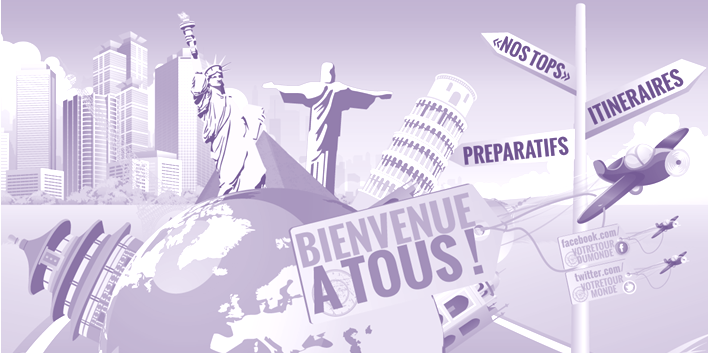 «NOS TOPS»
ITINERAIRES
PREPARATIFS
BIENVENUE
A TOUS !
facebook.com/
@VOTRETOUR
DUMONDE
twitter.com/
@VOTRETOUR
MONDE